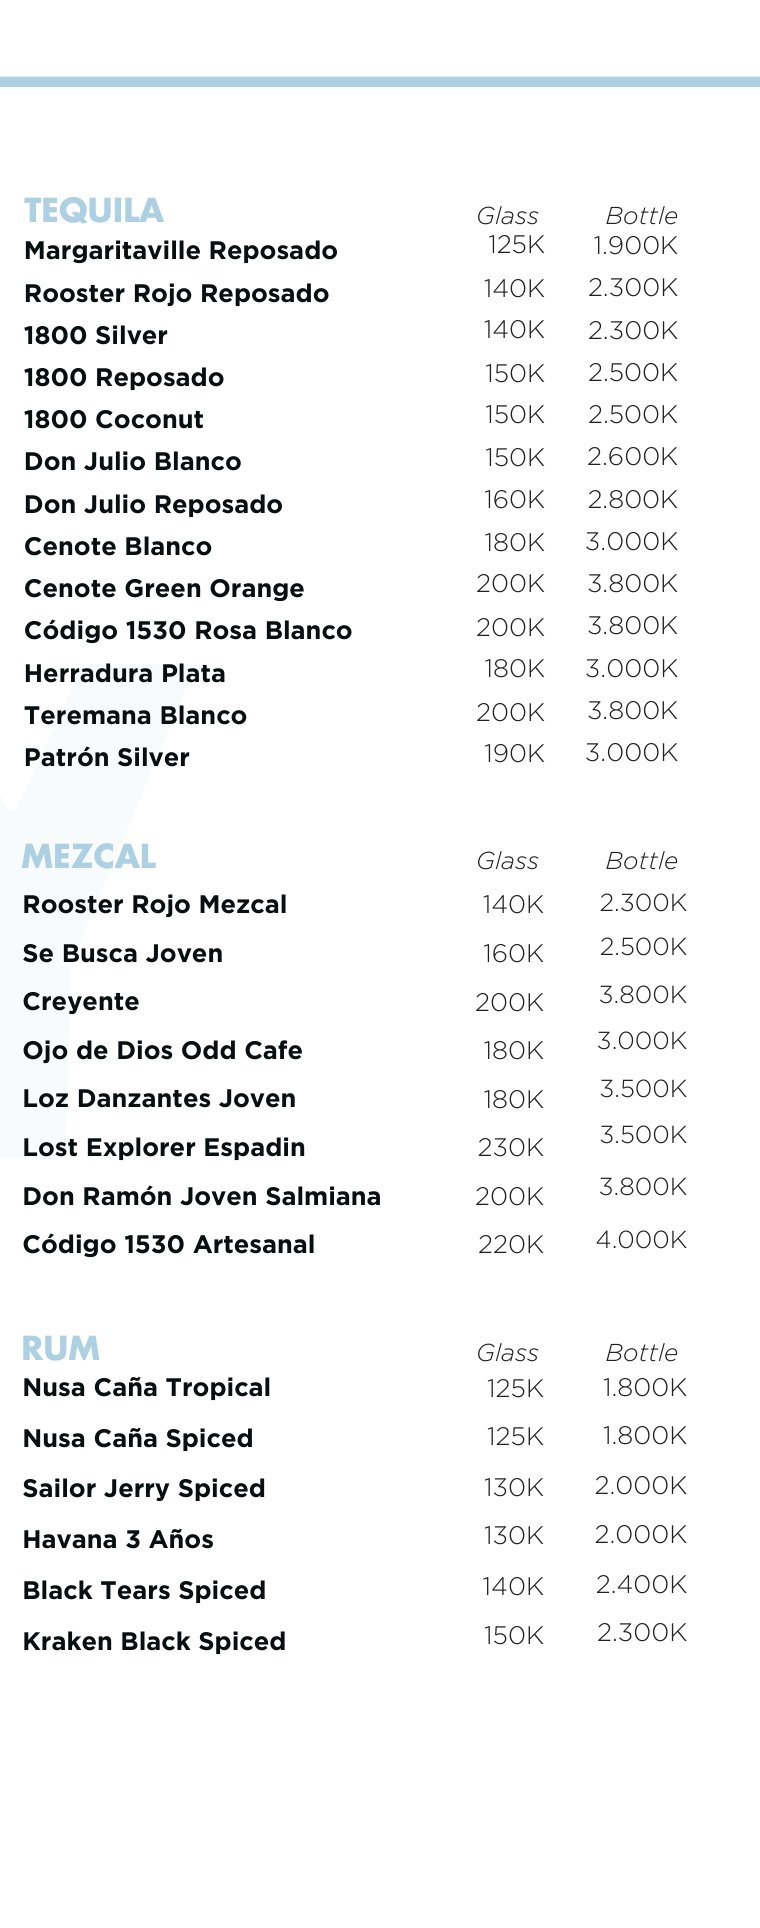 TEQUILA Glass Bottle
Margaritaville Reposado 125K 1.900K
Rooster Rojo Reposado 140K 2.300K
1800 Silver 140K 2.300K
1800 Reposado 150K 2.500K
1800 Coconut 150K 2.500K
Don Julio Blanco 150K 2.600K
Don Julio Reposado 160K 2.800K
Cenote Blanco 180K 3.000K
Cenote Green Orange 200K 3.800K
Código 1530 Rosa Blanco 200K 3.800K
Herradura Plata 180K 3.000K
Teremana Blanco 200K 3.800K
Patrón Silver 190K 3.000K
MEZCAL Glass Bottle
Rooster Rojo Mezcal 140K 2.300K
Se Busca Joven 160K 2.500K
Creyente 200K 3.800K
Ojo de Dios Odd Cafe 180K 3.000K
Loz Danzantes Joven 180K 3.500K
Lost Explorer Espadin 230K 3.500K
Don Ramón Joven Salmiana 200K 3.800K
Código 1530 Artesanal 220K 4.000K
RUM Glass Bottle
Nusa Caña Tropical 125K 1.800K
Nusa Caña Spiced 125K 1.800K
Sailor Jerry Spiced 130K 2.000K
Havana 3 Años 130K 2.000K
Black Tears Spiced 140K 2.400K
Kraken Black Spiced 150K 2.300K